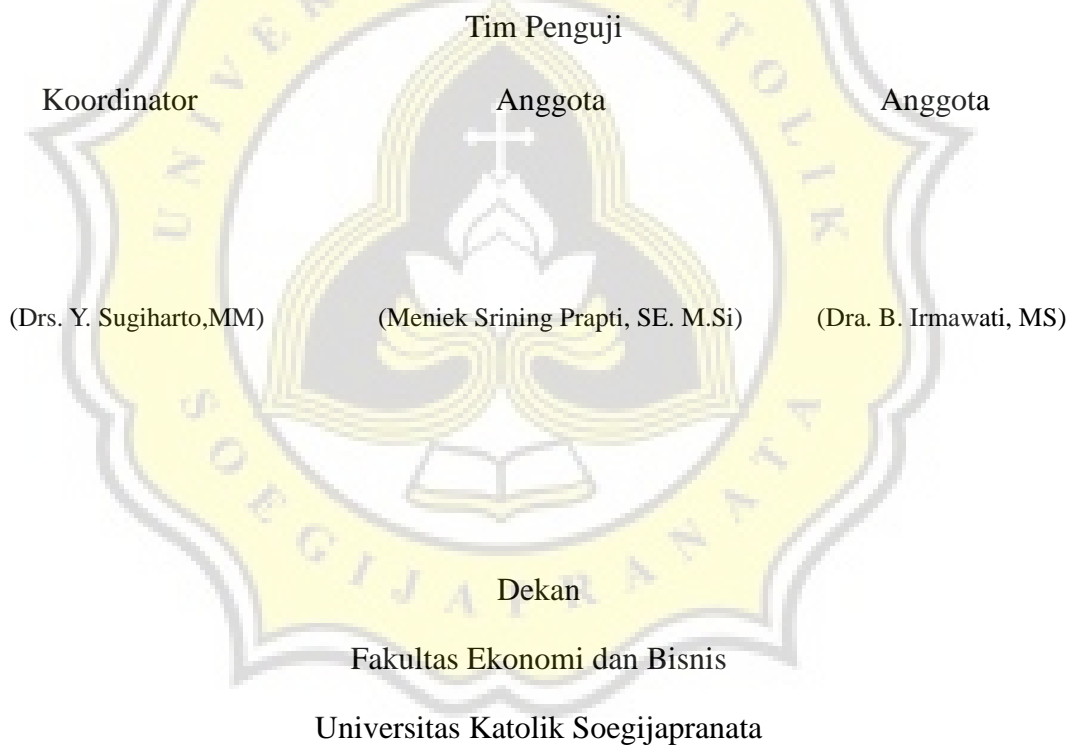 Tim Penguji
Koordinator Anggota Anggota
(Drs. Y. Sugiharto,MM) (Meniek Srining Prapti, SE. M.Si) (Dra. B. Irmawati, MS)
Dekan
Fakultas Ekonomi dan Bisnis
Universitas Katolik Soegijapranata
SOEGIJAPRANATA